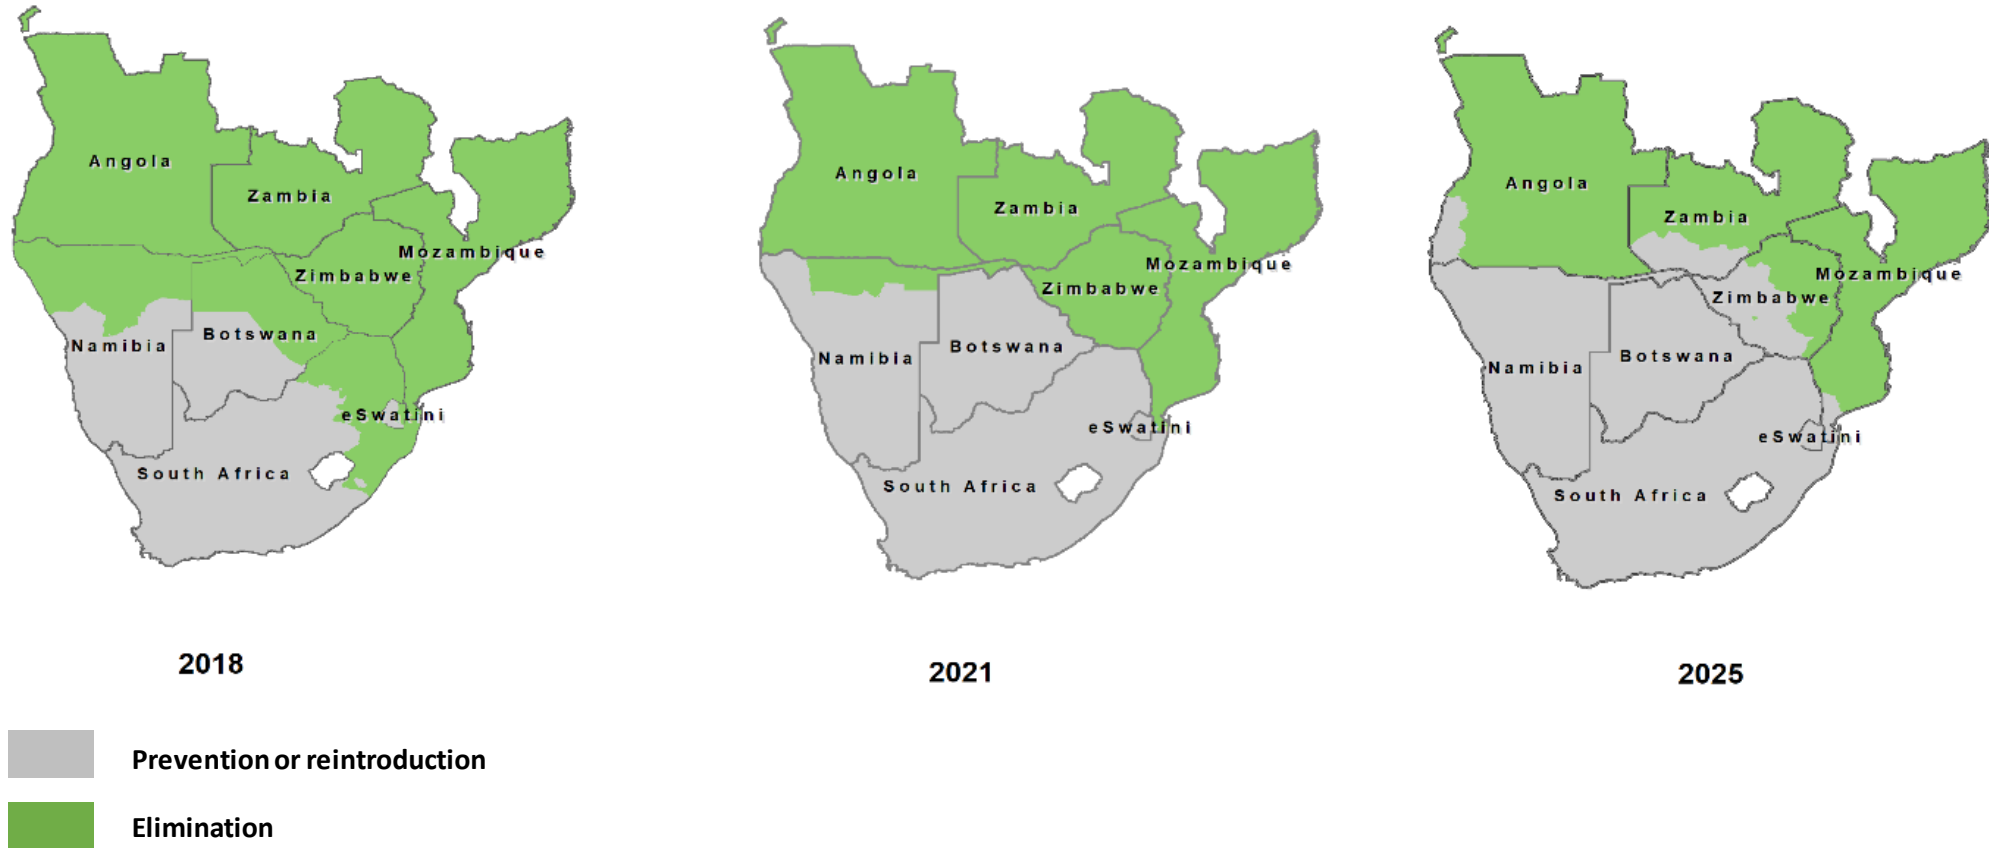 Angola
Zambia
Mozambique
Zimbabwe
Botswana
Namibia
eSwatini
South Africa
2018
Angola
Zambia
Mozambique
Zimbabwe
Botswana
Namibia
eSwatini
South Africa
2021
Angola
Zambia
Mozambique
Zimbabwe
Botswana
Namibia
eSwatini
South Africa
2025
Prevention or reintroduction
Elimination